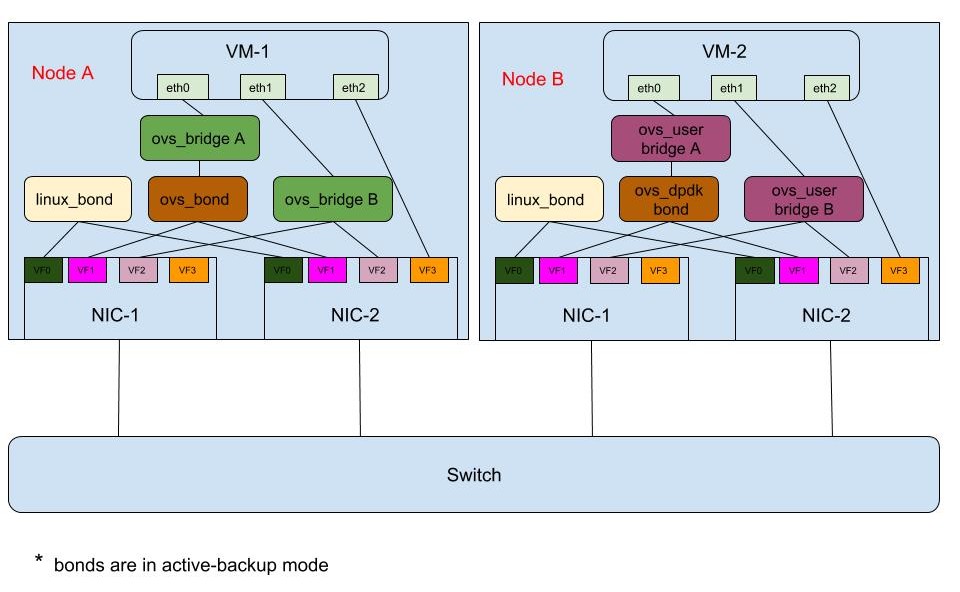 Node A
VM-1
eth0
eth1
eth2
ovs_bridge A
linux_bond
ovs_bond
ovs_bridge B
VF0
VF1
VF2
VF3
NIC-1
VF0
VF1
VF2
VF3
NIC-2
Node B
VM-2
eth0
eth1
eth2
ovs_user
bridge A
linux_bond
ovs_dpdk
bond
ovs_user
bridge B
VF0
VF1
VF2
VF3
NIC-1
VF0
VF1
VF2
VF3
NIC-2
Switch
* bonds are in active-backup mode